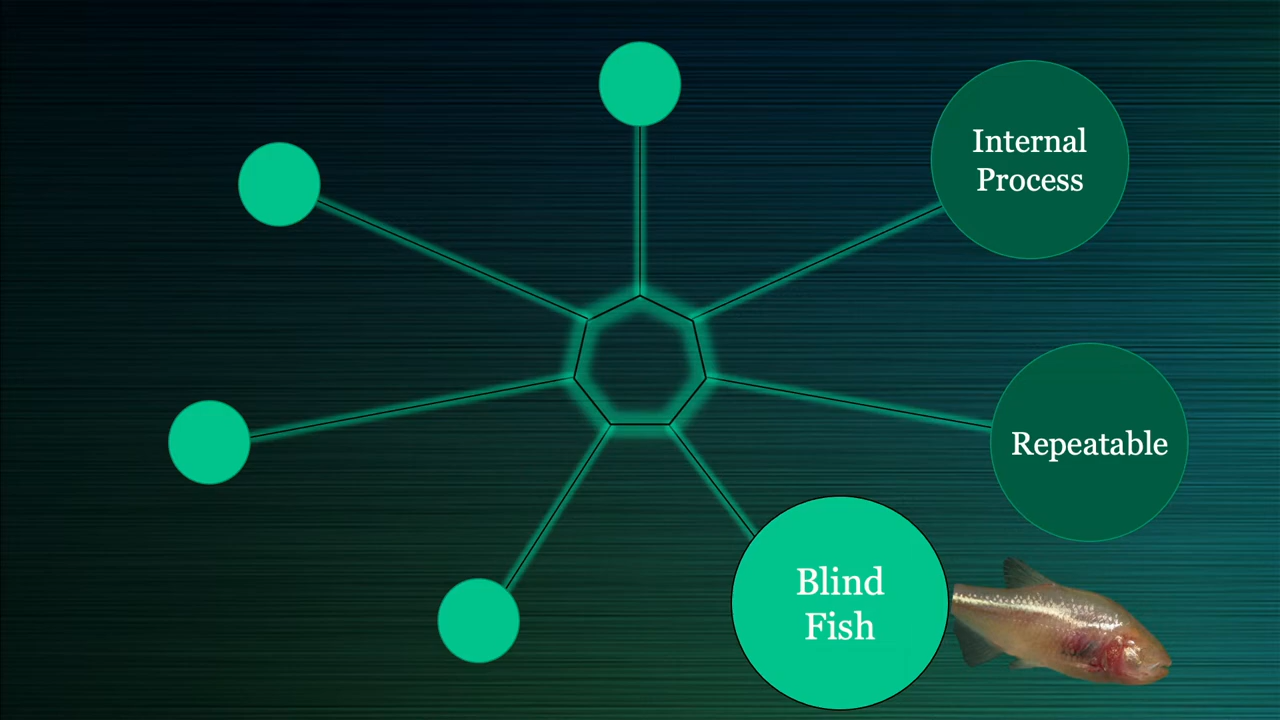 Internal
Process
Repeatable
Blind
Fish